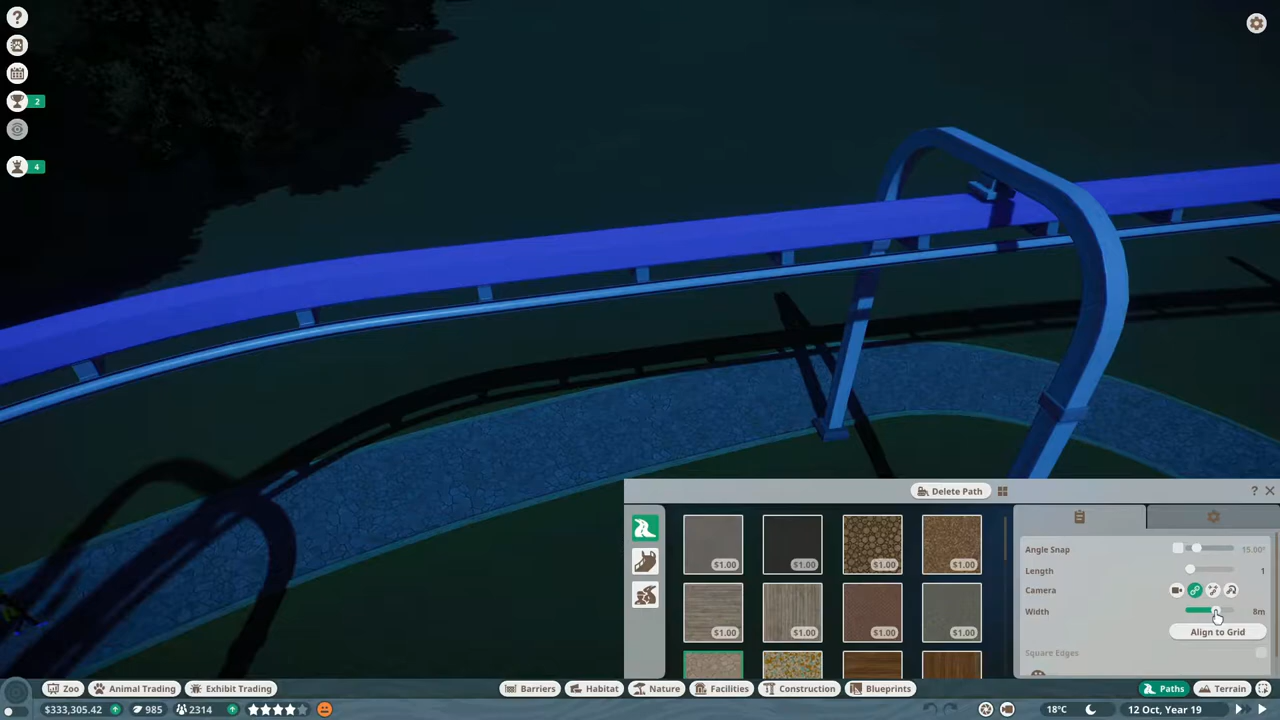 ?
2
4
Delete Path
?
$1.00 $1.00 $1.00 $1.00
$1.00 $1.00 $1.00 $1.00
Angle Snap 15.00°
Length 1
Camera
Width 8m
Align to Grid
Square Edges
Zoo Animal Trading Exhibit Trading Barriers Habitat Nature Facilities Construction Blueprints Paths Terrain
$333,305.42 985 2314 18°C 12 Oct, Year 19